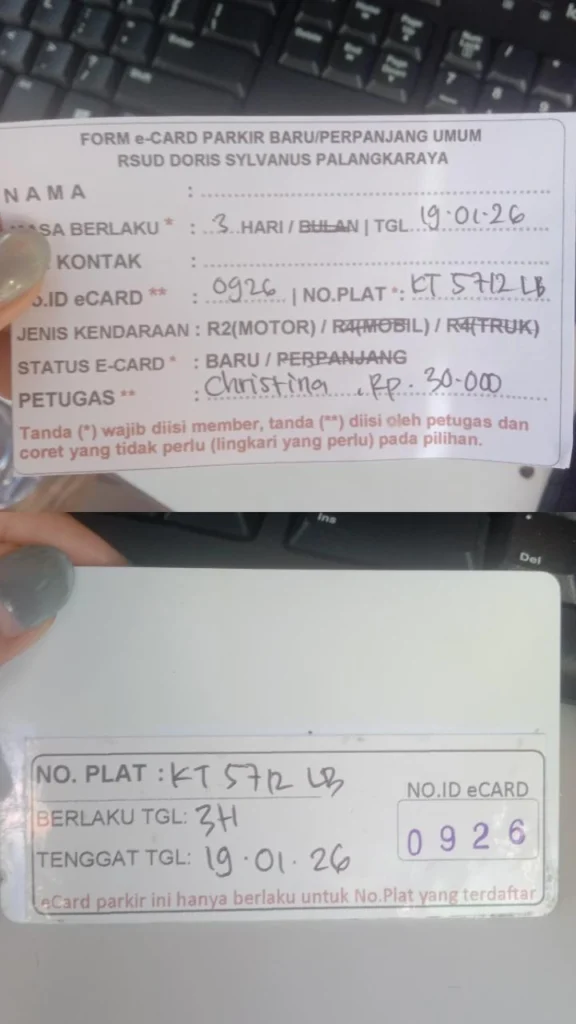 FORM e-CARD PARKIR BARU/PERPANJANG UMUM
RSUD DORIS SYLVANUS PALANGKARAYA
NAMA :
ASA BERLAKU * : 3 HARI / BULAN | TGL 19.01.26
KONTAK :
.ID eCARD ** : 0926 | NO.PLAT *: KT 5712 LB
JENIS KENDARAAN : R2(MOTOR) / R4(MOBIL) / R4(TRUK)
STATUS E-CARD * : BARU / PERPANJANG
PETUGAS ** : Christina , Rp. 30.000
Tanda (*) wajib diisi member, tanda (**) diisi oleh petugas dan
coret yang tidak perlu (lingkari yang perlu) pada pilihan.
Ins
Del
NO. PLAT : KT 5712 LB
NO.ID eCARD
BERLAKU TGL: 3H
0926
TENGGAT TGL: 19.01.26
eCard parkir ini hanya berlaku untuk No.Plat yang terdaftar